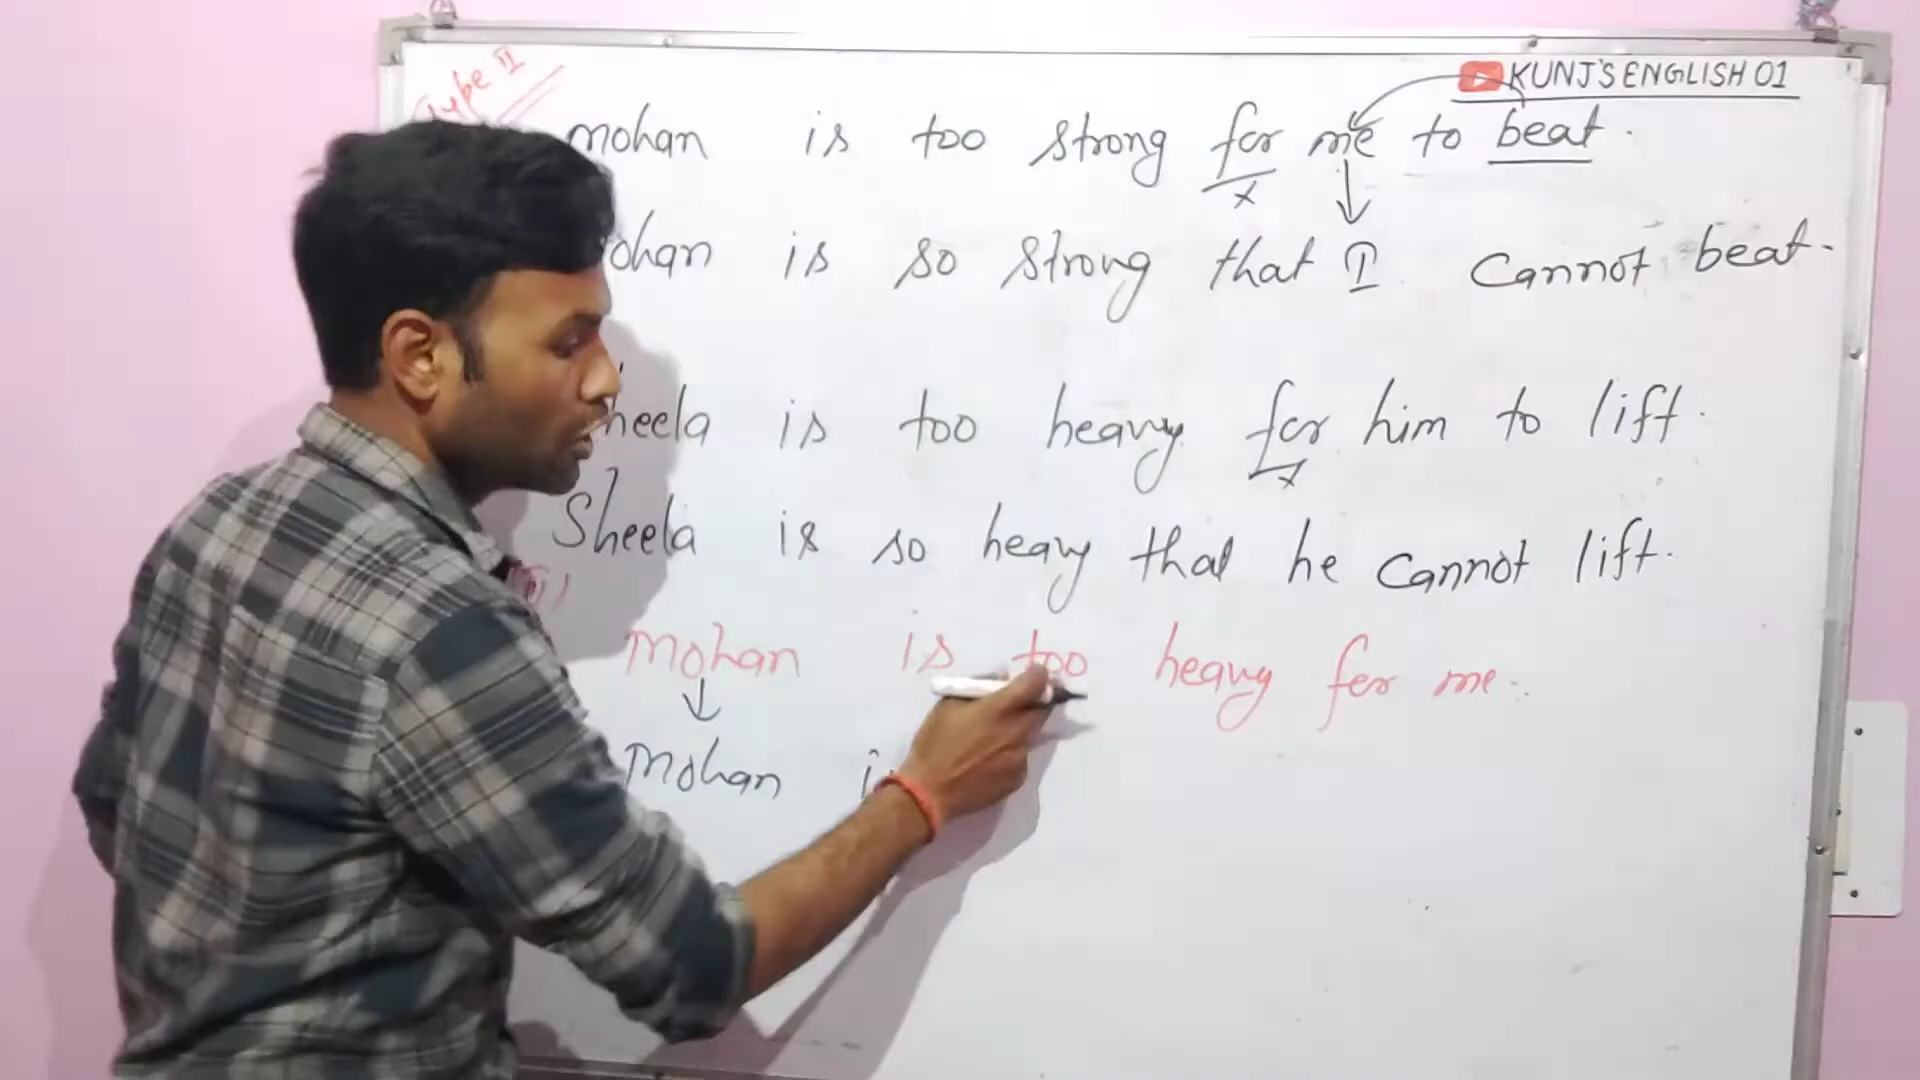 Type II
KUNJ'S ENGLISH 01
mohan is too strong for me to beat.
ohan is so strong that I cannot beat.
heela is too heavy for him to lift.
x
Sheela is so heavy that he cannot lift.
mohan is too heavy for me.
mohan